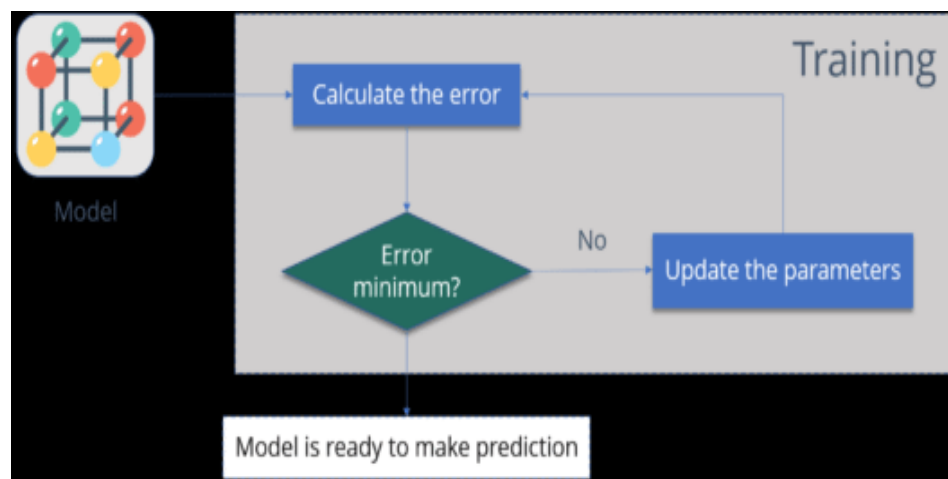 Training
Calculate the error
Model
Error
minimum?
No
Update the parameters
Model is ready to make prediction